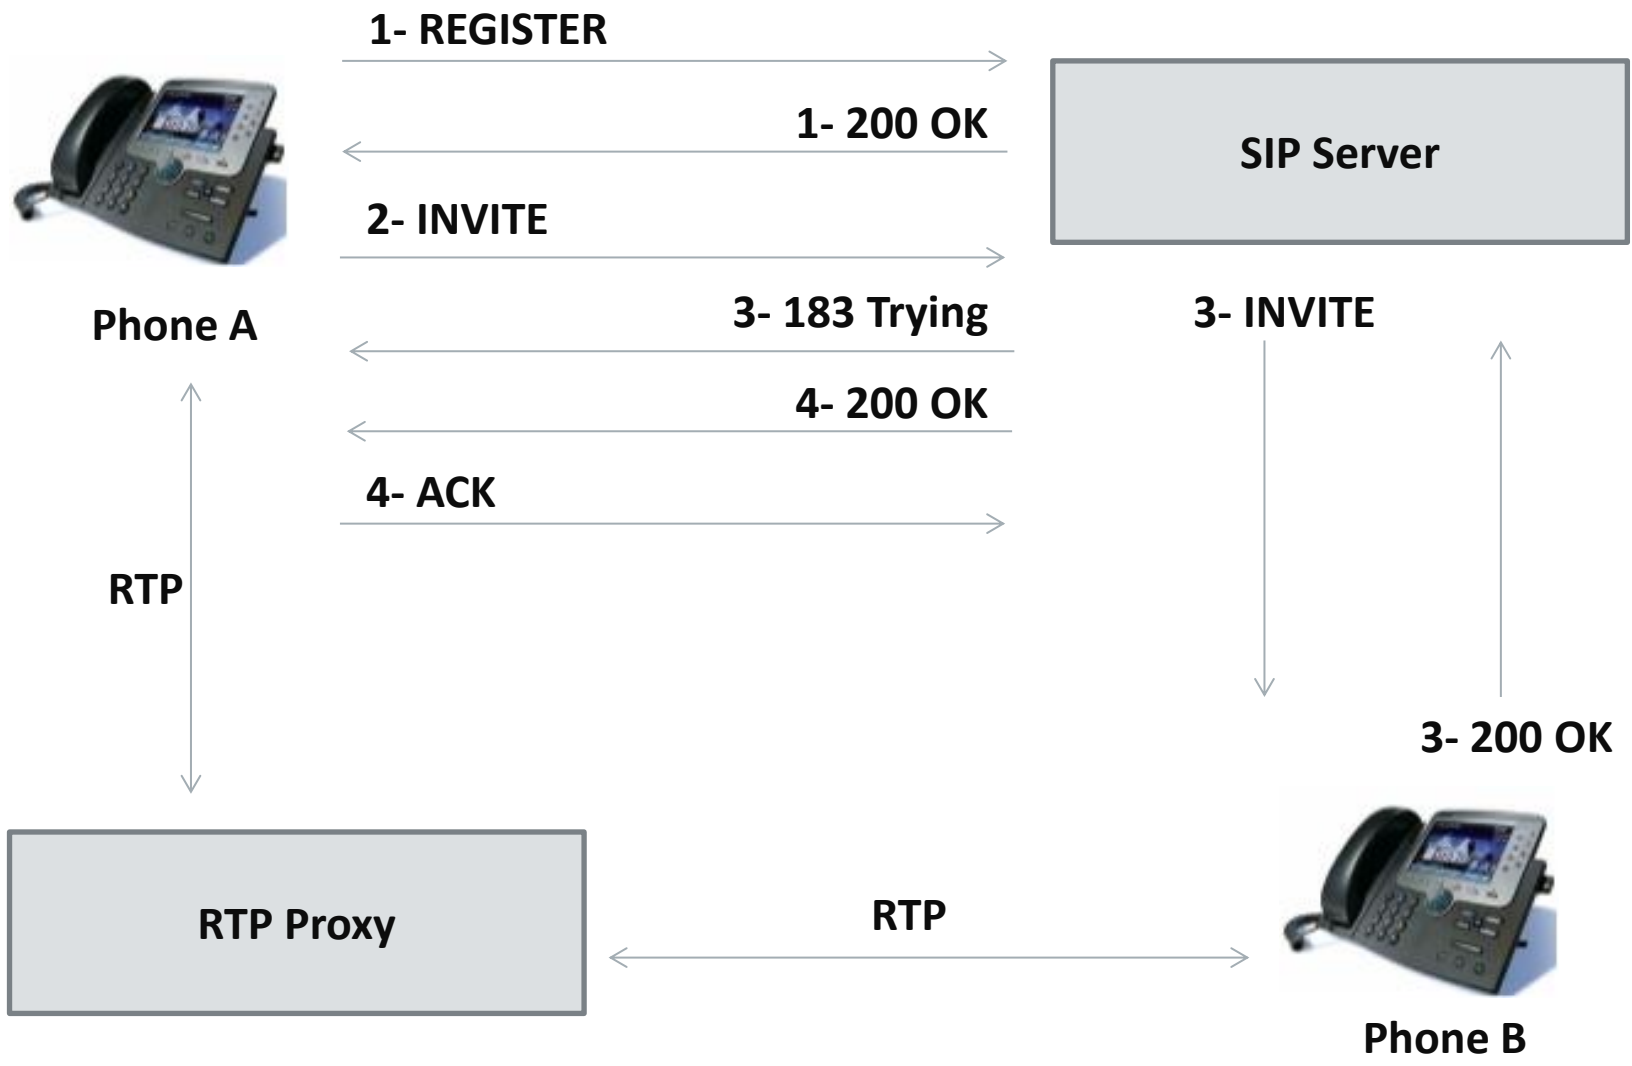 1- REGISTER
1- 200 OK
SIP Server
2- INVITE
Phone A
3- 183 Trying
3- INVITE
4- 200 OK
4- ACK
RTP
3- 200 OK
RTP Proxy
RTP
Phone B